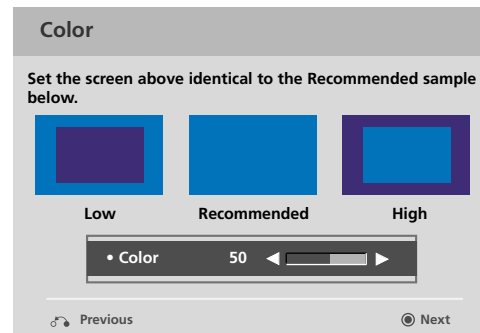 Color
Set the screen above identical to the Recommended sample
below.
Low Recommended High
• Color 50 ◀ ▶
Previous Next